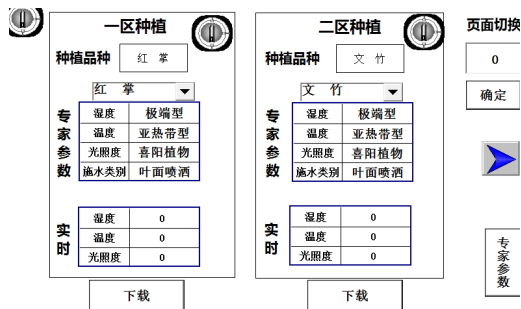 一区种植
种植品种 红 掌
红 掌
专家参数
湿度 极端型
温度 亚热带型
光照度 喜阳植物
施水类别 叶面喷洒
实时
湿度 0
温度 0
光照度 0
下载
二区种植
种植品种 文 竹
文 竹
专家参数
湿度 极端型
温度 亚热带型
光照度 喜阳植物
施水类别 叶面喷洒
实时
湿度 0
温度 0
光照度 0
下载
页面切换
0
确定
专家参数